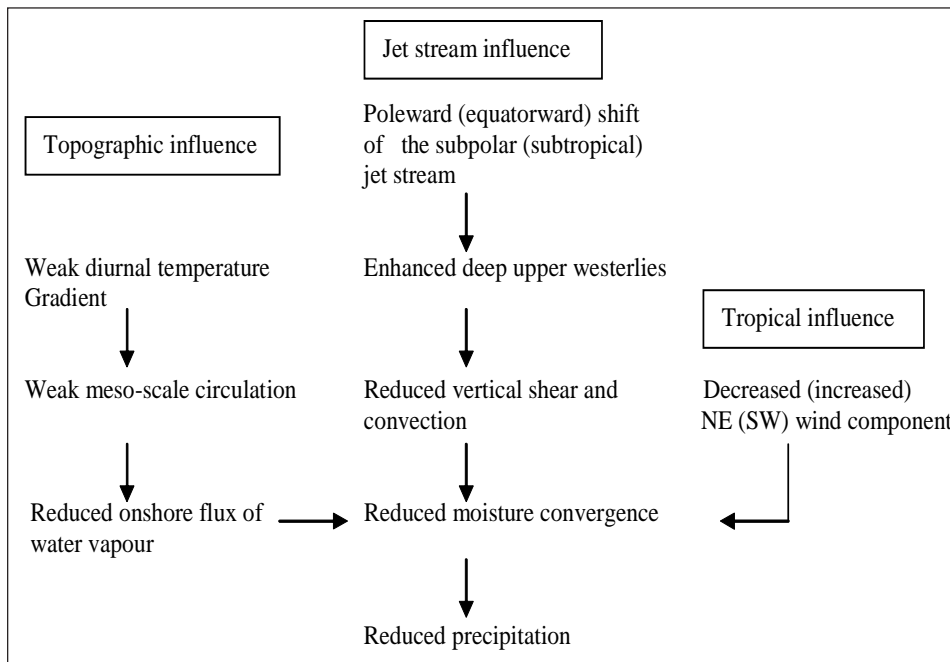 Jet stream influence
Poleward (equatorward) shift
of the subpolar (subtropical)
jet stream
Topographic influence
Weak diurnal temperature
Gradient
Enhanced deep upper westerlies
Tropical influence
Weak meso-scale circulation
Reduced vertical shear and
convection
Decreased (increased)
NE (SW) wind component
Reduced onshore flux of
water vapour
Reduced moisture convergence
Reduced precipitation